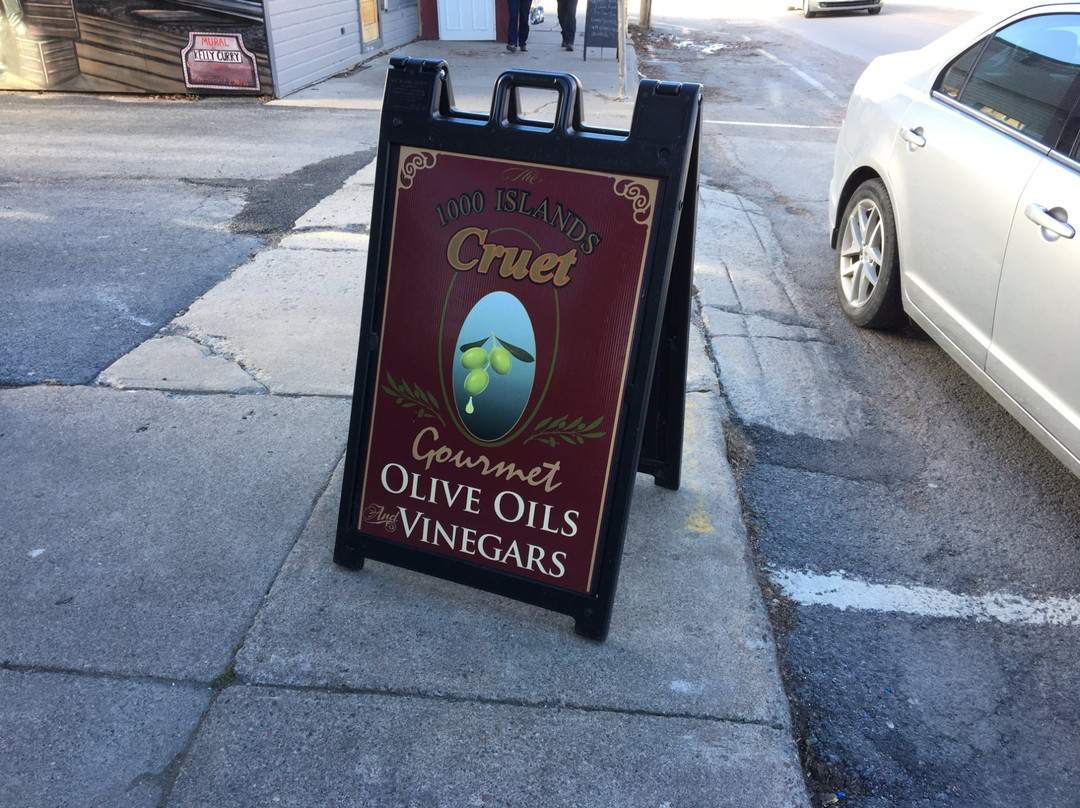 MURAL
KELLY CURRY
The
1000 ISLANDS
Cruet
Gourmet
OLIVE OILS
And VINEGARS